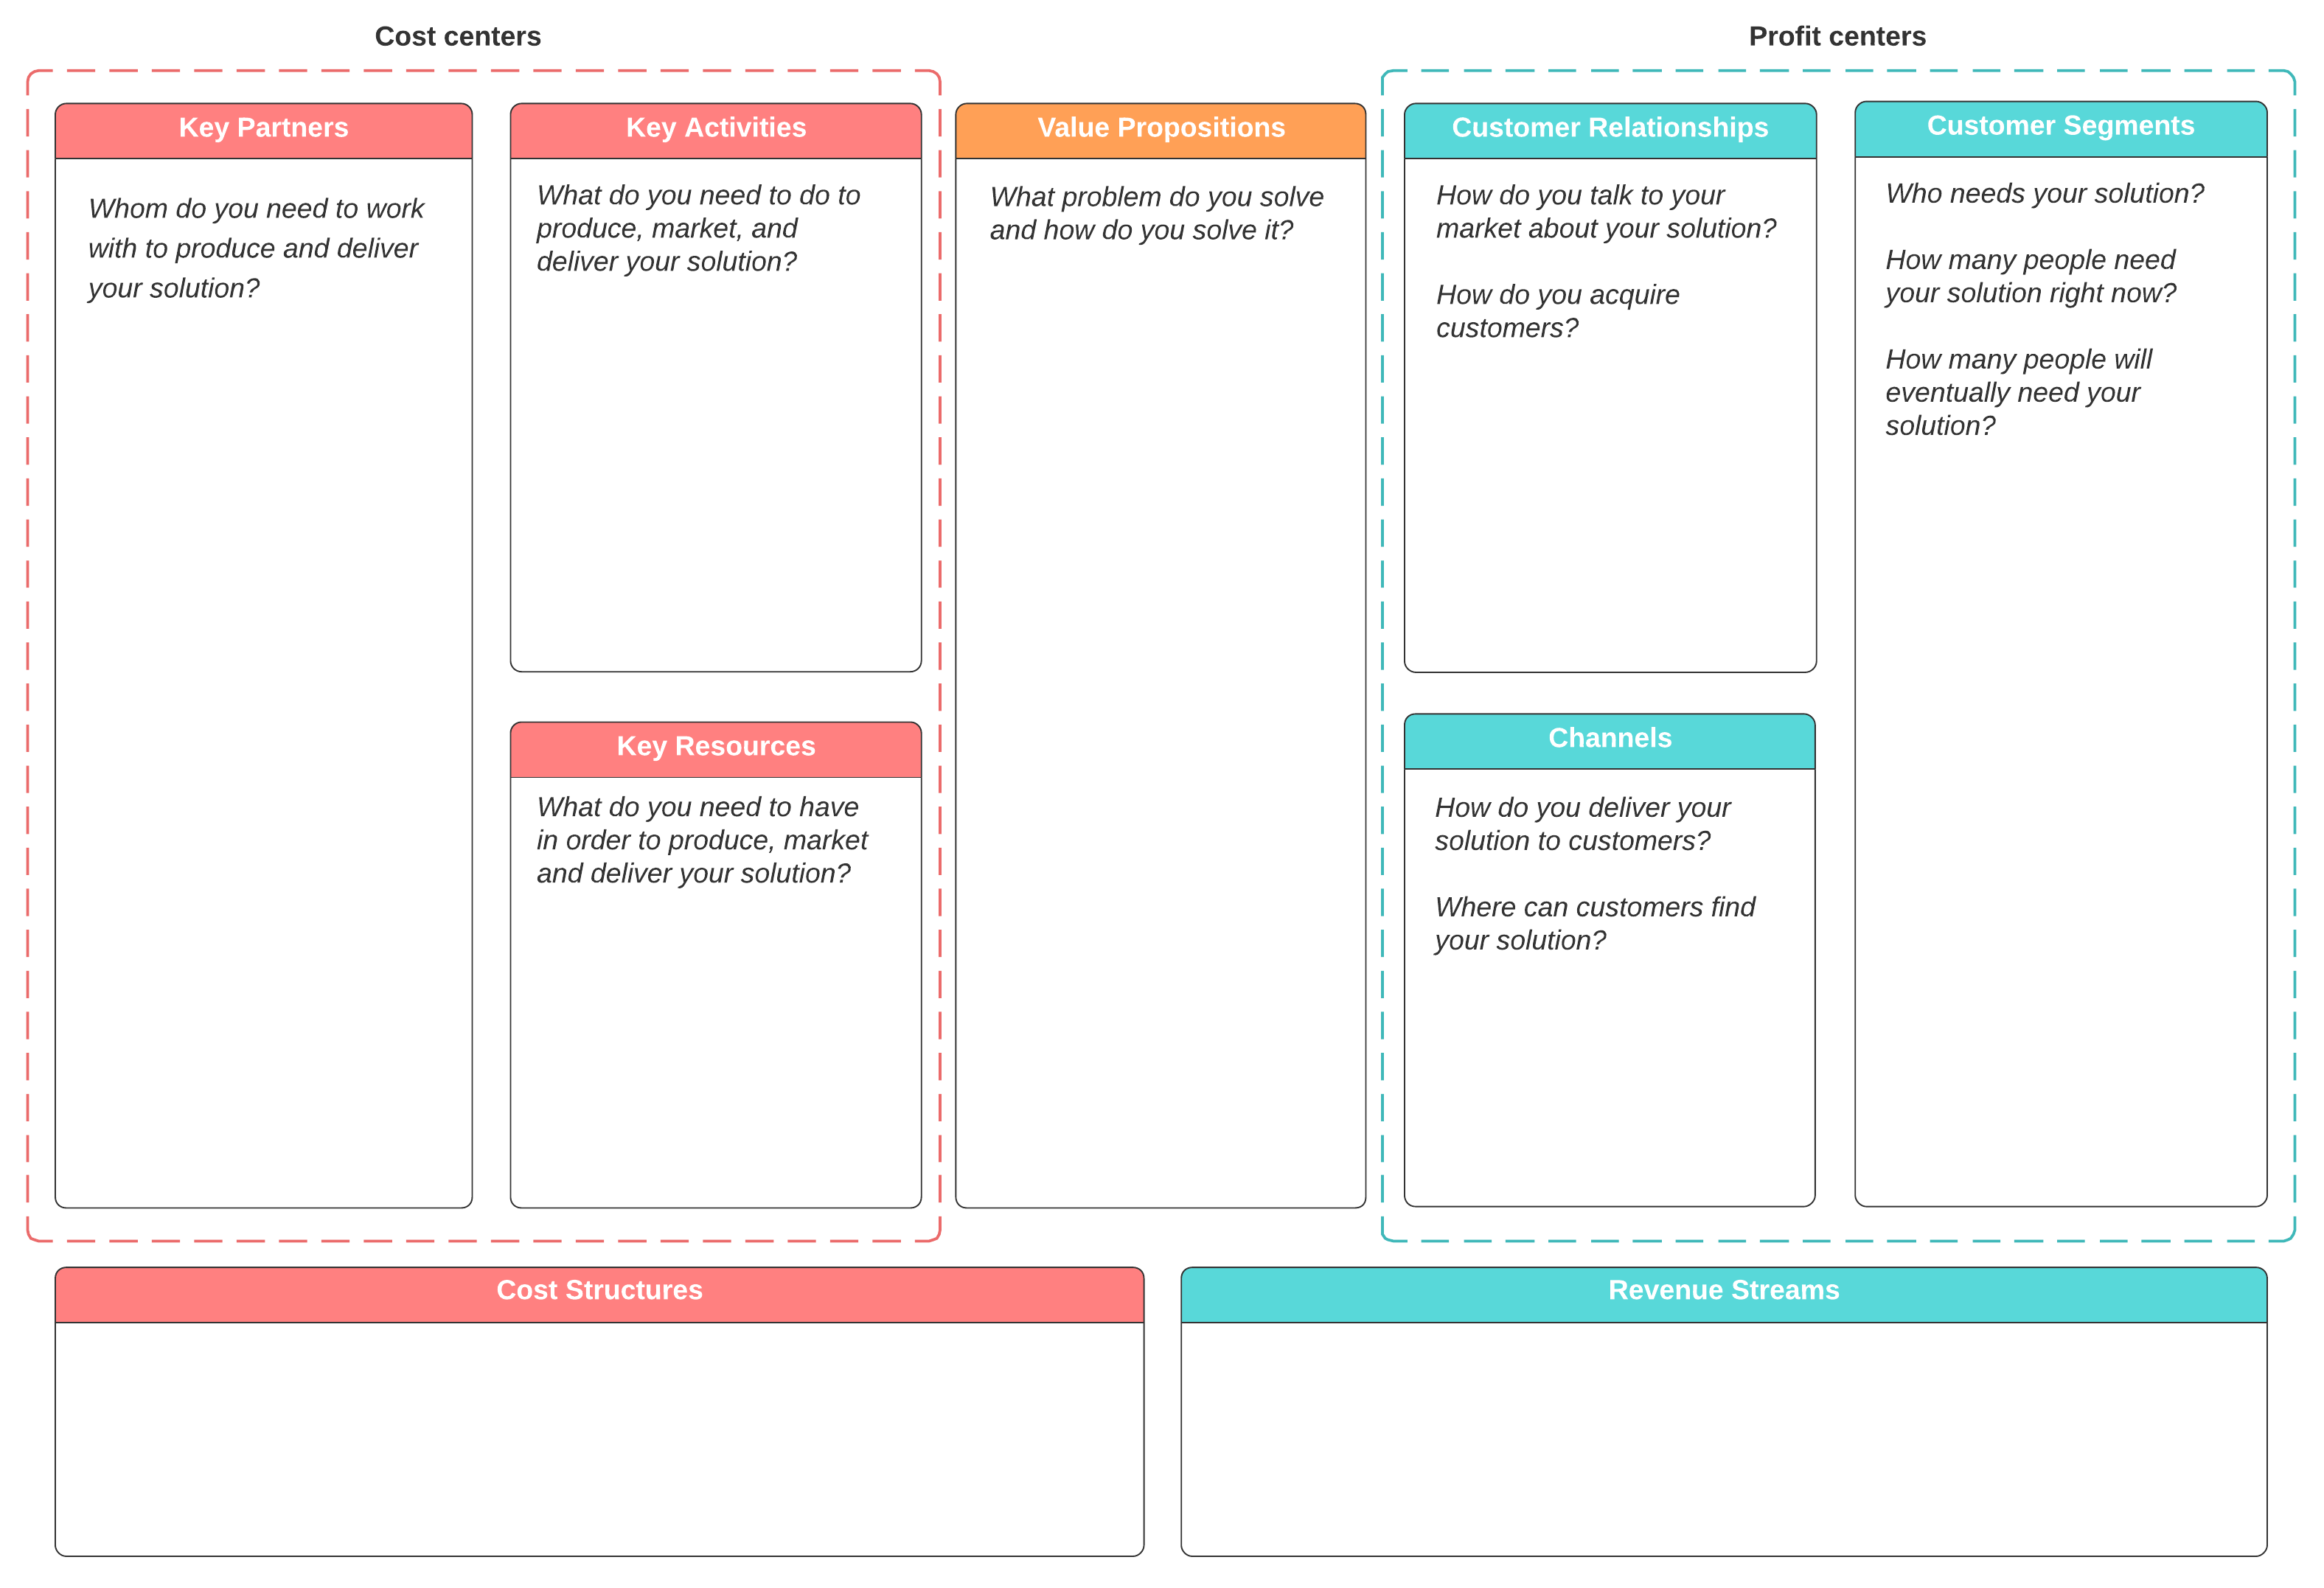 Cost centers
Profit centers
Key Partners
Whom do you need to work
with to produce and deliver
your solution?
Key Activities
What do you need to do to
produce, market, and
deliver your solution?
Key Resources
What do you need to have
in order to produce, market
and deliver your solution?
Value Propositions
What problem do you solve
and how do you solve it?
Customer Relationships
How do you talk to your
market about your solution?
How do you acquire
customers?
Channels
How do you deliver your
solution to customers?
Where can customers find
your solution?
Customer Segments
Who needs your solution?
How many people need
your solution right now?
How many people will
eventually need your
solution?
Cost Structures
Revenue Streams